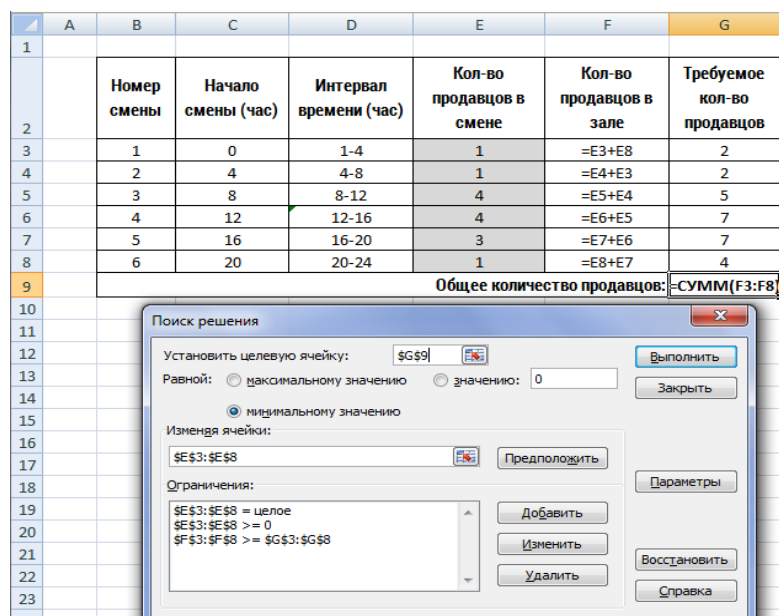 A B C D E F G
1
2 Номер смены Начало смены (час) Интервал времени (час) Кол-во продавцов в смене Кол-во продавцов в зале Требуемое кол-во продавцов
3 1 0 1-4 1 =E3+E8 2
4 2 4 4-8 1 =E4+E3 2
5 3 8 8-12 4 =E5+E4 5
6 4 12 12-16 4 =E6+E5 7
7 5 16 16-20 3 =E7+E6 7
8 6 20 20-24 1 =E8+E7 4
9 Общее количество продавцов: =СУММ(F3:F8)
10
11
12
13
14
15
16
17
18
19
20
21
22
23
Поиск решения
Установить целевую ячейку: $G$9 Выполнить
Равной: максимальному значению значению: 0 Закрыть
минимальному значению
Изменяя ячейки:
$E$3:$E$8 Предположить
Ограничения: Параметры
$E$3:$E$8 = целое Добавить
$E$3:$E$8 >= 0
$F$3:$F$8 >= $G$3:$G$8 Изменить
Восстановить
Удалить
Справка